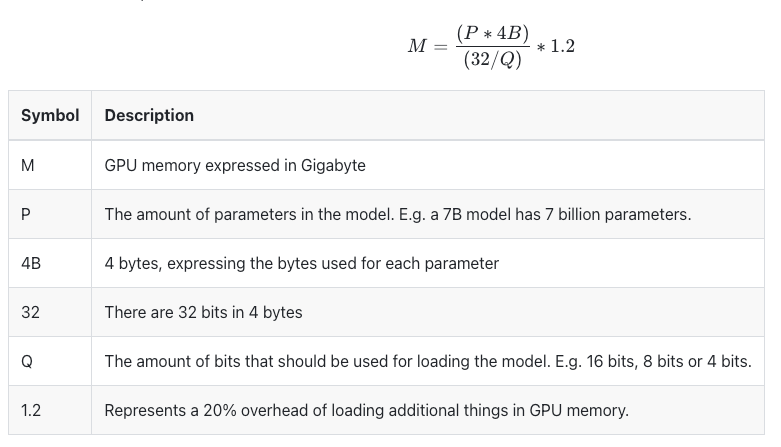 M = (P * 4B) / (32/Q) * 1.2
Symbol Description
M GPU memory expressed in Gigabyte
P The amount of parameters in the model. E.g. a 7B model has 7 billion parameters.
4B 4 bytes, expressing the bytes used for each parameter
32 There are 32 bits in 4 bytes
Q The amount of bits that should be used for loading the model. E.g. 16 bits, 8 bits or 4 bits.
1.2 Represents a 20% overhead of loading additional things in GPU memory.